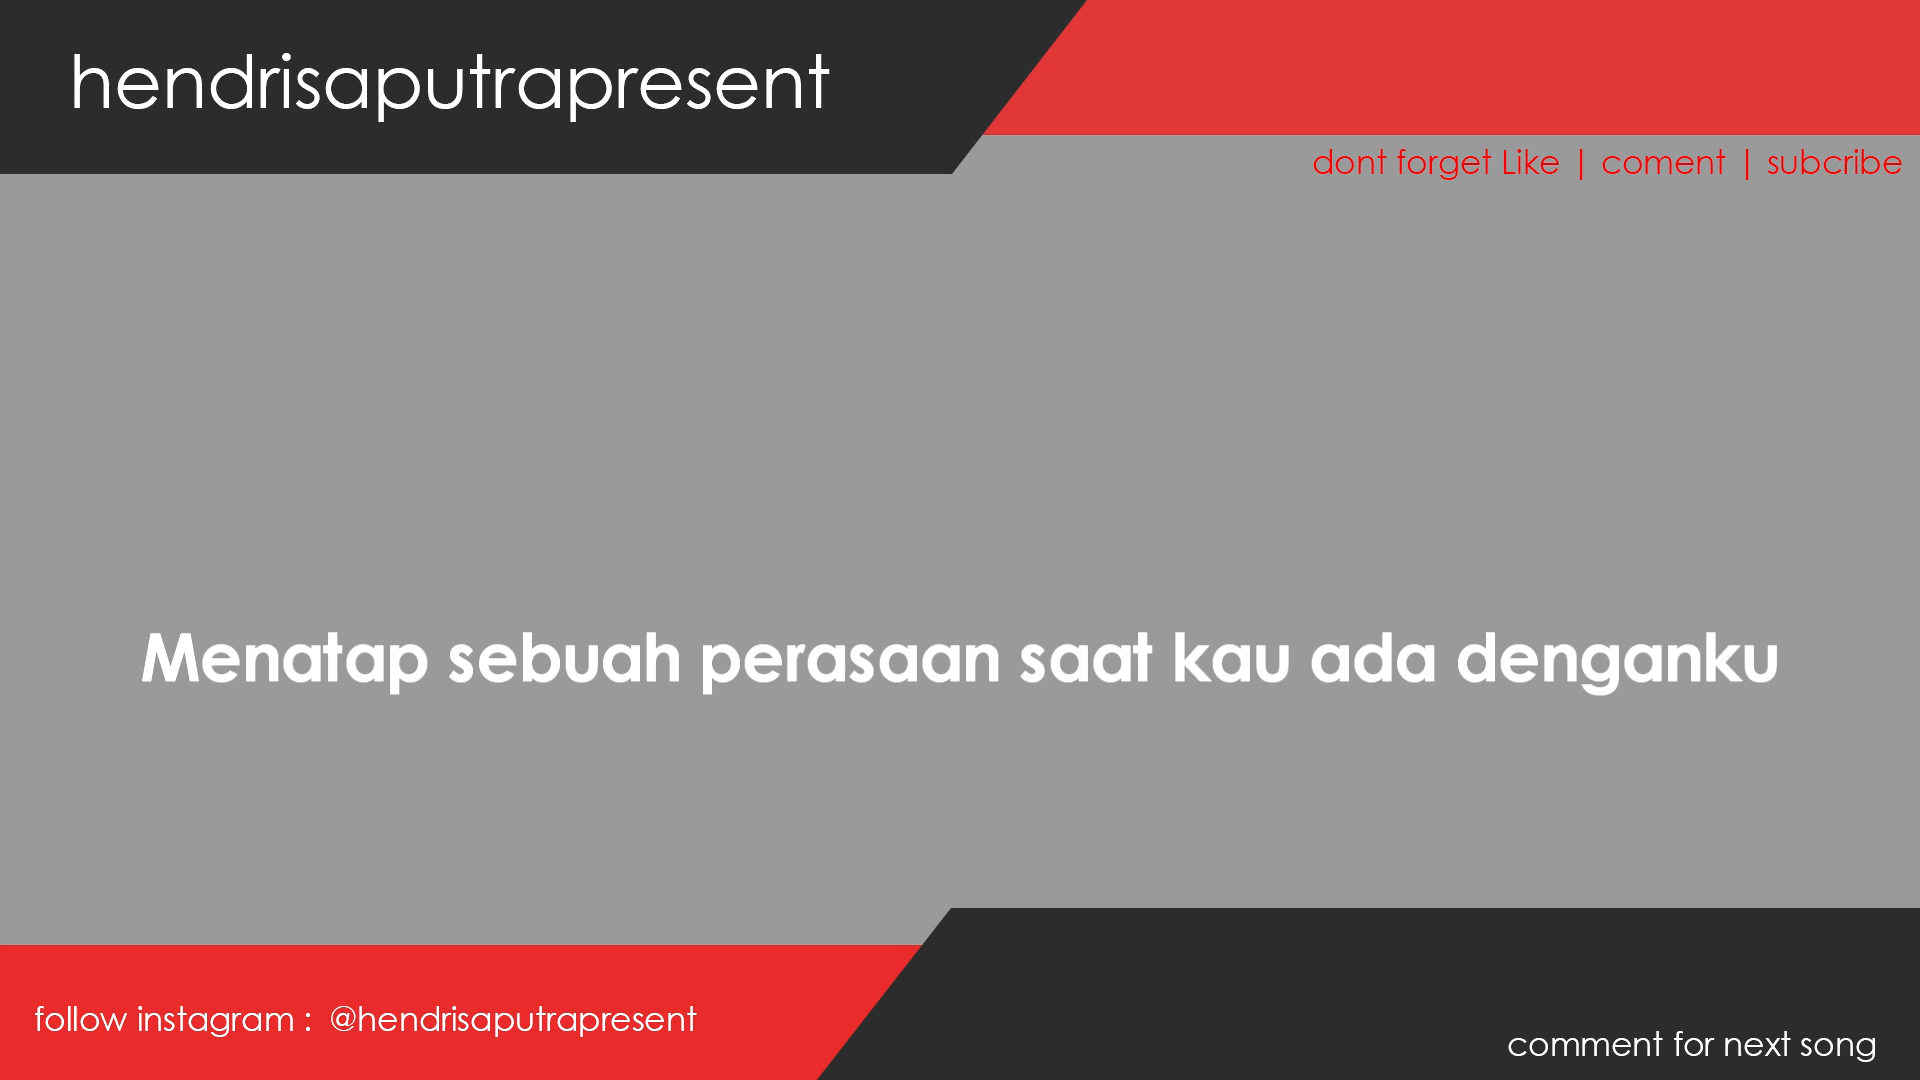 hendrisaputrapresent
dont forget Like | coment | subcribe
Menatap sebuah perasaan saat kau ada denganku
follow instagram : @hendrisaputrapresent
comment for next song